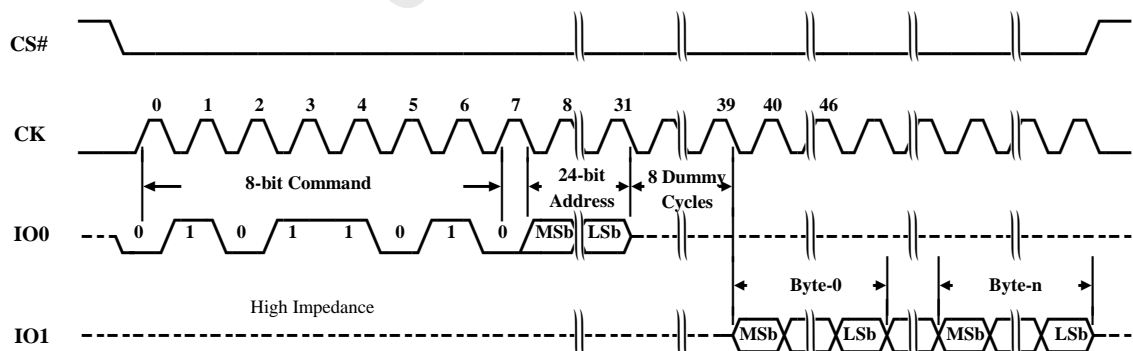 CS#
0 1 2 3 4 5 6 7 8 31 39 40 46
CK
8-bit Command
24-bit Address
8 Dummy Cycles
IO0
0 1 0 1 1 0 1 0 MSb LSb
Byte-0 Byte-n
High Impedance
IO1
MSb LSb MSb LSb